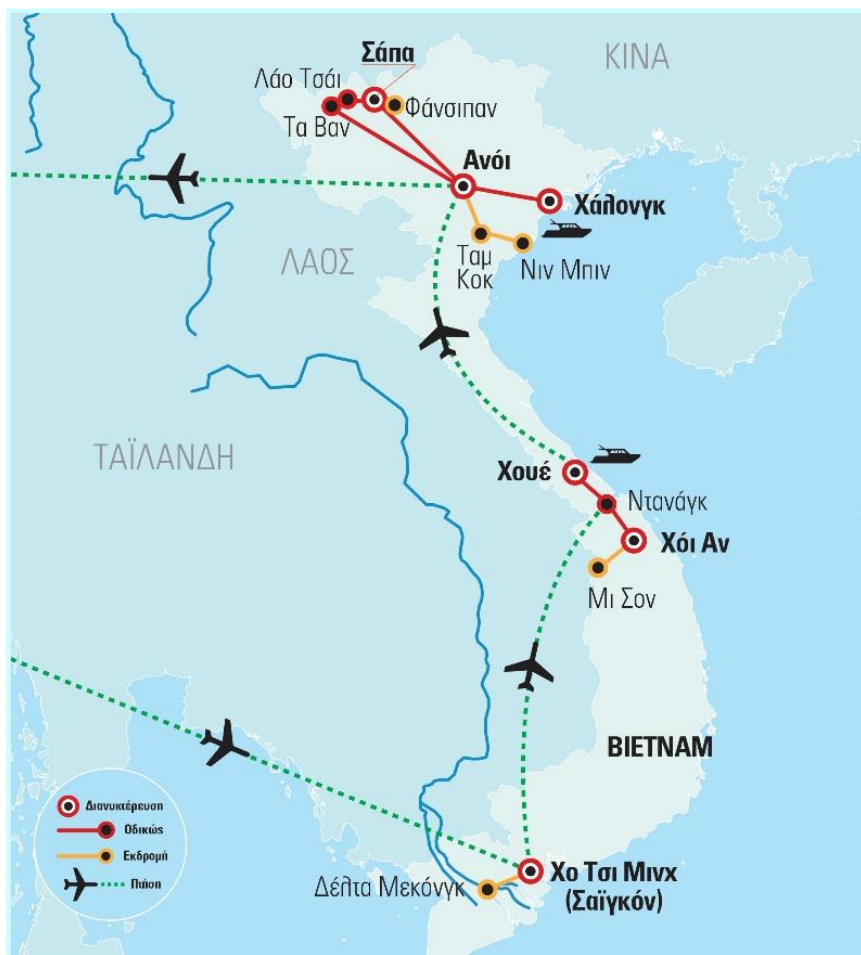 ΚΙΝΑ
Σάπα
Λάο Τσάι
Τα Βαν
Φάνσιπαν
Ανόι
Χάλονγκ
Ταμ
Κοκ
Νιν Μπιν
ΛΑΟΣ
ΤΑΪΛΑΝΔΗ
Χουέ
Ντανάγκ
Χόι Αν
Μι Σον
ΒΙΕΤΝΑΜ
Χο Τσι Μινχ
(Σαϊγκόν)
Δέλτα Μεκόνγκ
Διανυκτέρευση
Οδικώς
Εκδρομή
Πτήση